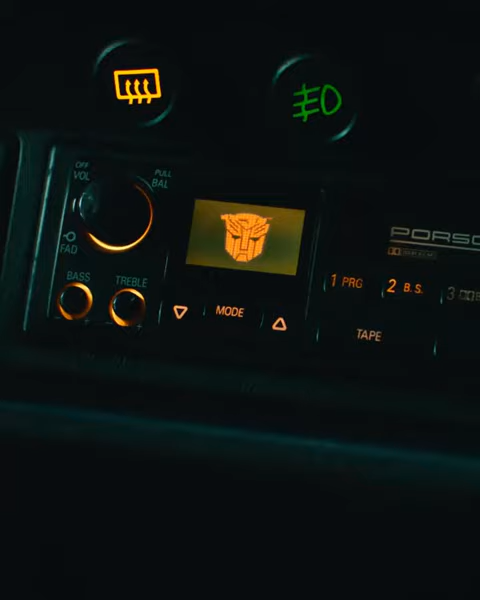 OFF
VOL
PULL
BAL
FAD
BASS
TREBLE
MODE
PORSC
1 PRG
2 B.S.
3
TAPE